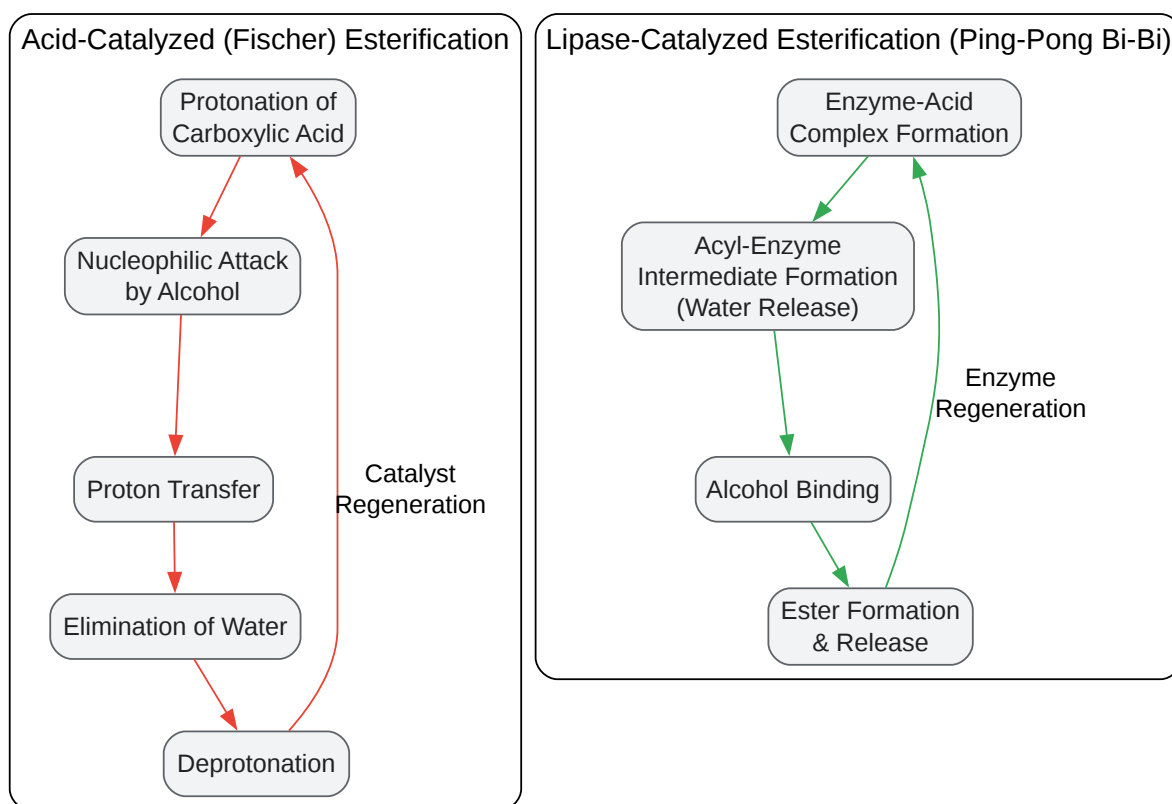 Acid-Catalyzed (Fischer) Esterification
Protonation of
Carboxylic Acid
Nucleophilic Attack
by Alcohol
Proton Transfer
Catalyst
Regeneration
Elimination of Water
Deprotonation
Lipase-Catalyzed Esterification (Ping-Pong Bi-Bi)
Enzyme-Acid
Complex Formation
Acyl-Enzyme
Intermediate Formation
(Water Release)
Enzyme
Regeneration
Alcohol Binding
Ester Formation
& Release